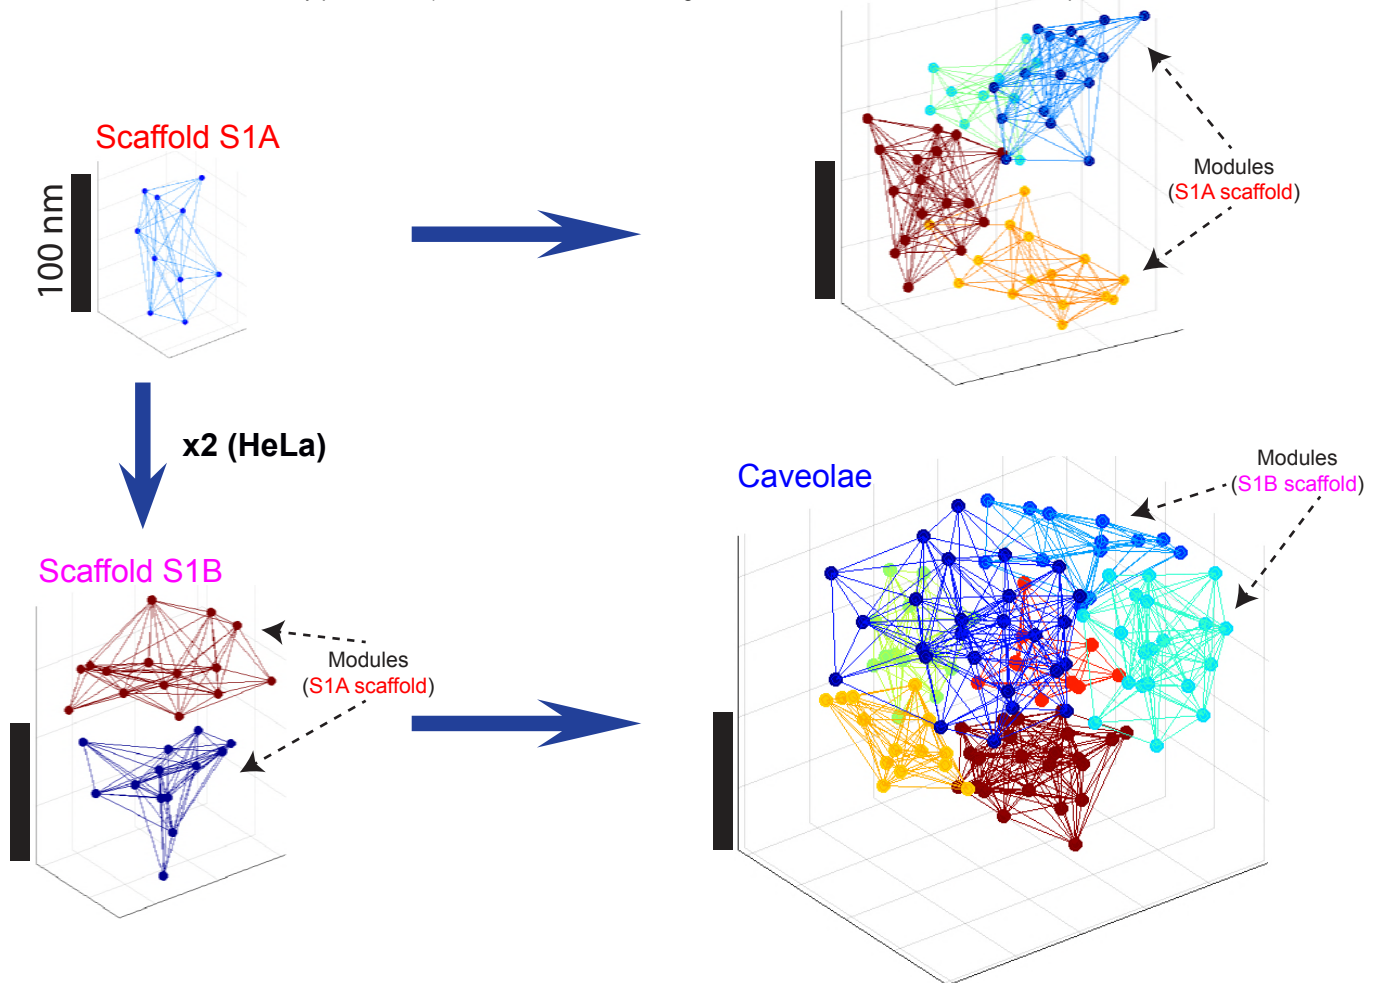 Scaffold S1A
100 nm
Modules
(S1A scaffold)
x2 (HeLa)
Caveolae
Modules
(S1B scaffold)
Scaffold S1B
Modules
(S1A scaffold)